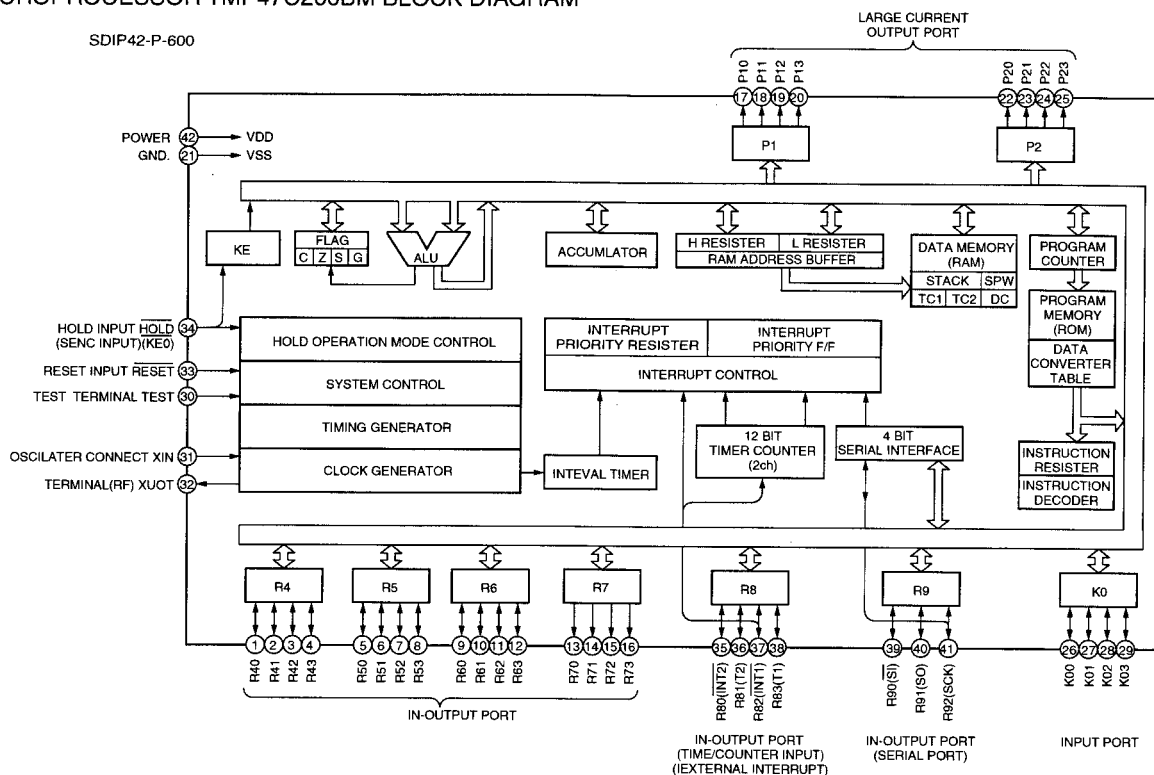 SDIP42-P-600
LARGE CURRENT
OUTPUT PORT
P10
P11
P12
P13
P20
P21
P22
P23
17
18
19
20
22
23
24
25
P1
P2
POWER 42 VDD
GND. 21 VSS
KE
FLAG
C Z S G
ALU
ACCUMLATOR
H REGISTER L REGISTER
RAM ADDRESS BUFFER
DATA MEMORY
(RAM)
STACK SPW
TC1 TC2 DC
PROGRAM
COUNTER
PROGRAM
MEMORY
(ROM)
DATA
CONVERTER
TABLE
INSTRUCTION
REGISTER
INSTRUCTION
DECODER
HOLD INPUT HOLD 34
(SENC INPUT)(KE0)
RESET INPUT RESET 33
TEST TERMINAL TEST 30
OSCILATER CONNECT XIN 31
TERMINAL(RF) XUOT 32
HOLD OPERATION MODE CONTROL
SYSTEM CONTROL
TIMING GENERATOR
CLOCK GENERATOR
INTERRUPT
PRIORITY REGISTER
INTERRUPT
PRIORITY F/F
INTERRUPT CONTROL
INTEVAL TIMER
12 BIT
TIMER COUNTER
(2ch)
4 BIT
SERIAL INTERFACE
R4
R5
R6
R7
R8
R9
K0
1
2
3
4
5
6
7
8
9
10
11
12
13
14
15
16
35
36
37
38
39
40
41
26
27
28
29
R40
R41
R42
R43
R50
R51
R52
R53
R60
R61
R62
R63
R70
R71
R72
R73
R80(INT2)
R81(T2)
R82(INT1)
R83(T1)
R90(SI)
R91(SO)
R92(SCK)
K00
K01
K02
K03
IN-OUTPUT PORT
IN-OUTPUT PORT
(TIME/COUNTER INPUT)
(IEXTERNAL INTERRUPT)
IN-OUTPUT PORT
(SERIAL PORT)
INPUT PORT